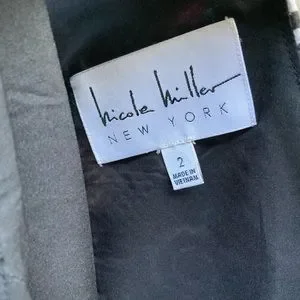 Nicole Miller
NEW YORK
2
MADE IN
VIETNAM